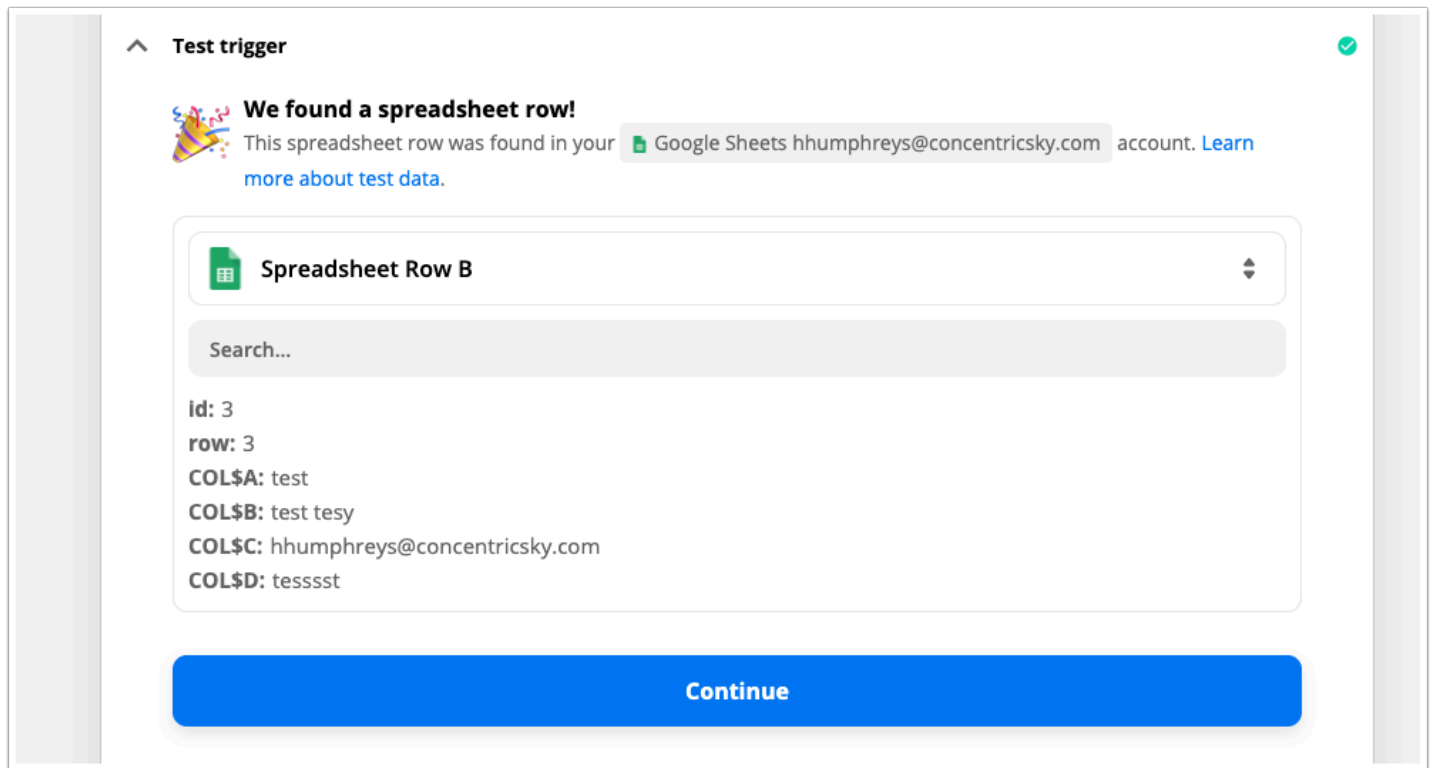 Test trigger
We found a spreadsheet row!
This spreadsheet row was found in your Google Sheets hhumphreys@concentricsky.com account. Learn
more about test data.
Spreadsheet Row B
Search...
id: 3
row: 3
COL$A: test
COL$B: test tesy
COL$C: hhumphreys@concentricsky.com
COL$D: tesssst
Continue